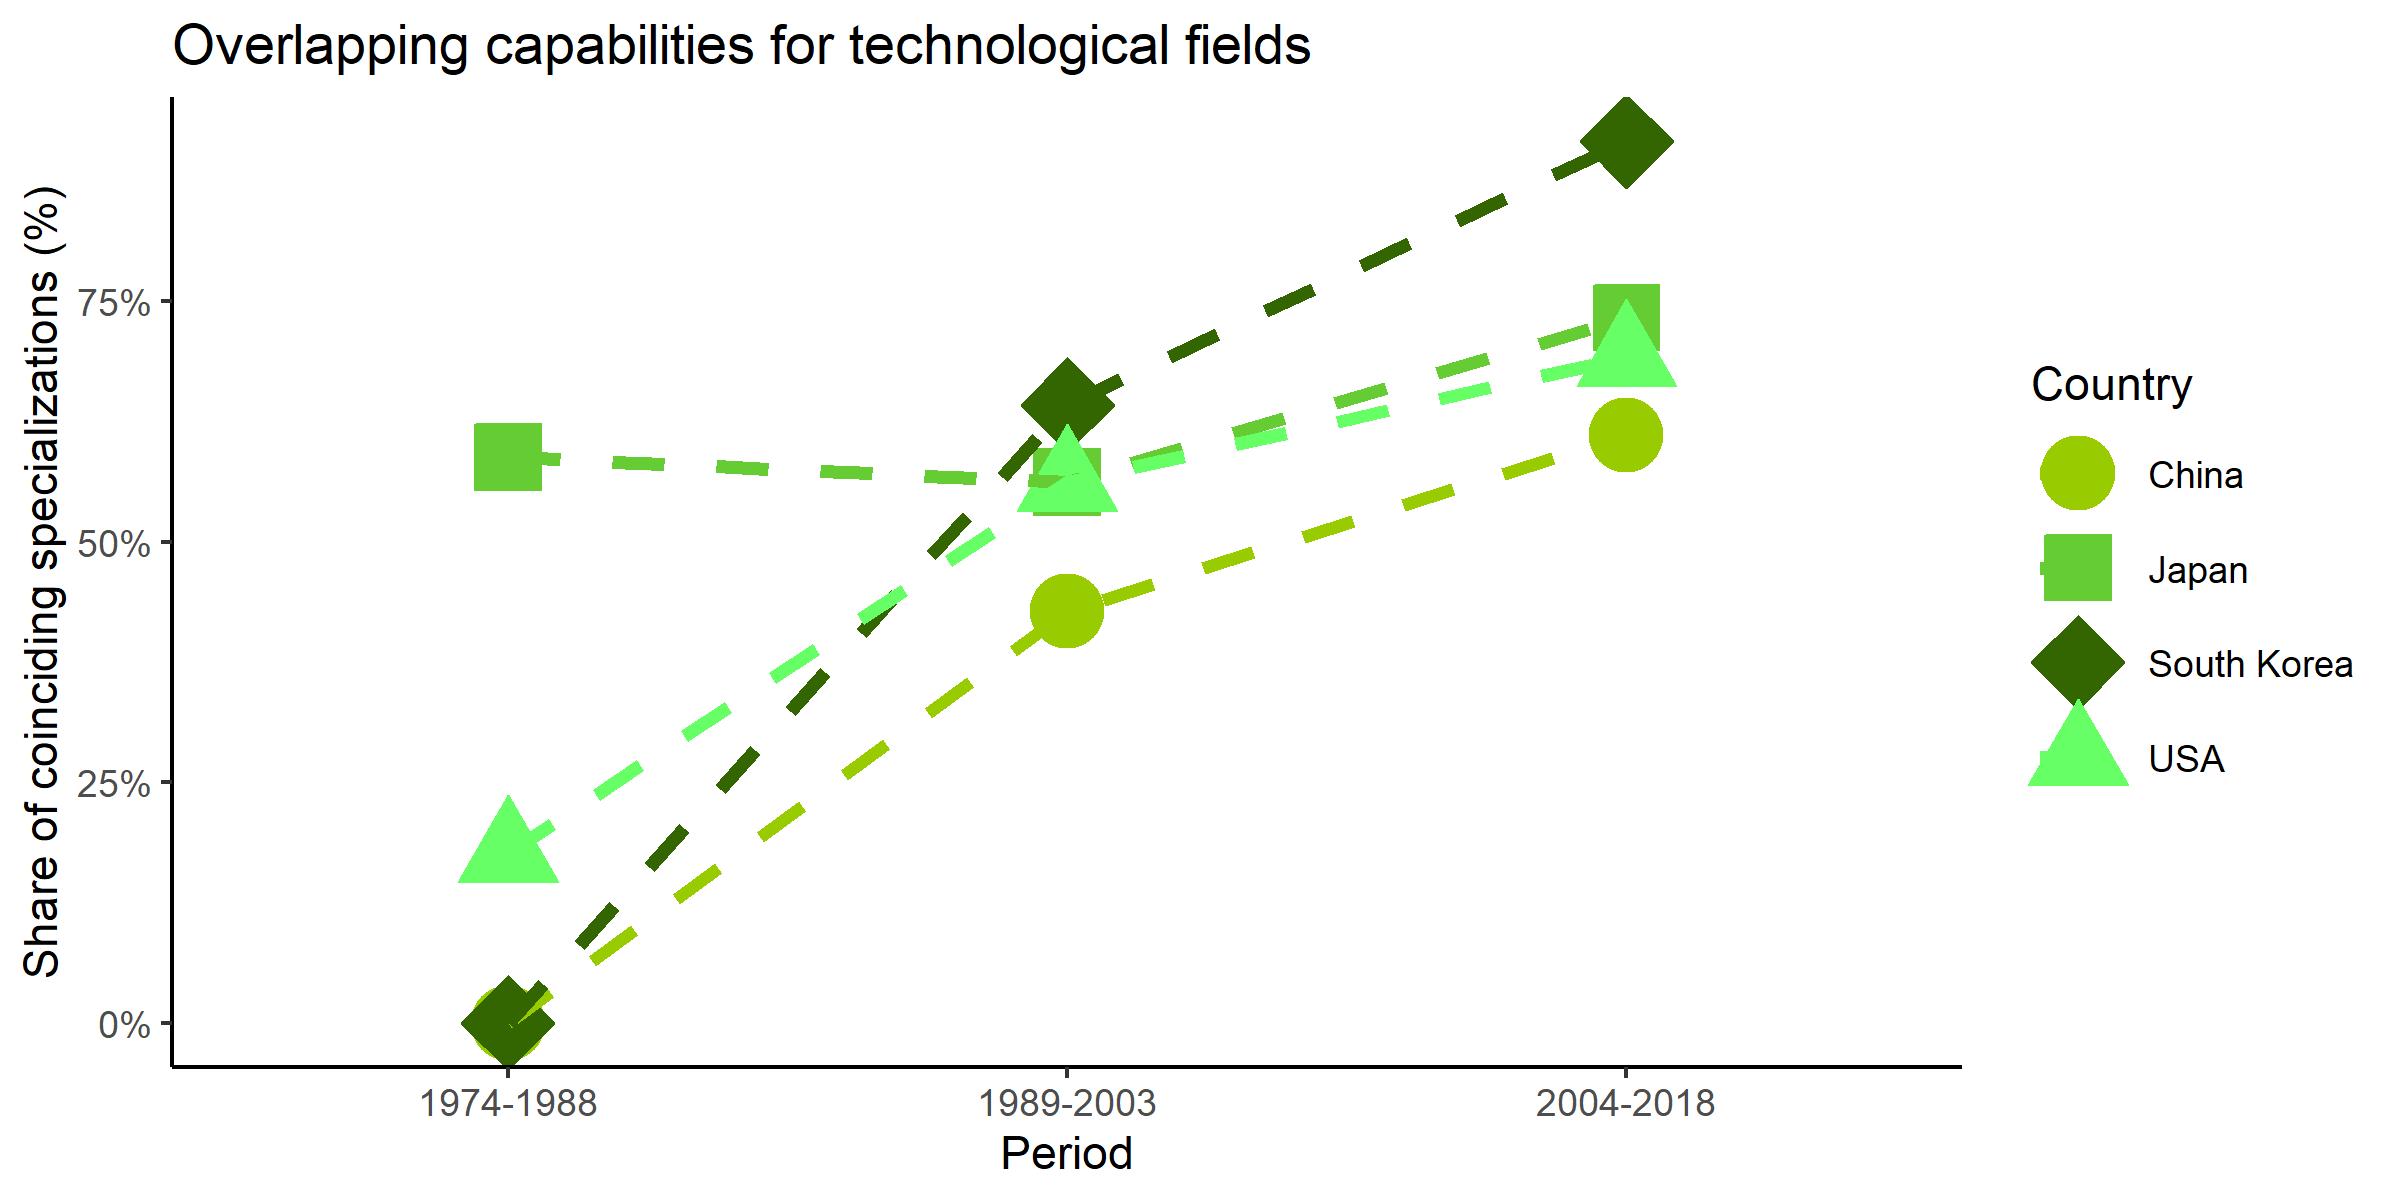 Overlapping capabilities for technological fields
Share of coinciding specializations (%)
75%
50%
25%
0%
1974-1988
1989-2003
2004-2018
Period
Country
China
Japan
South Korea
USA